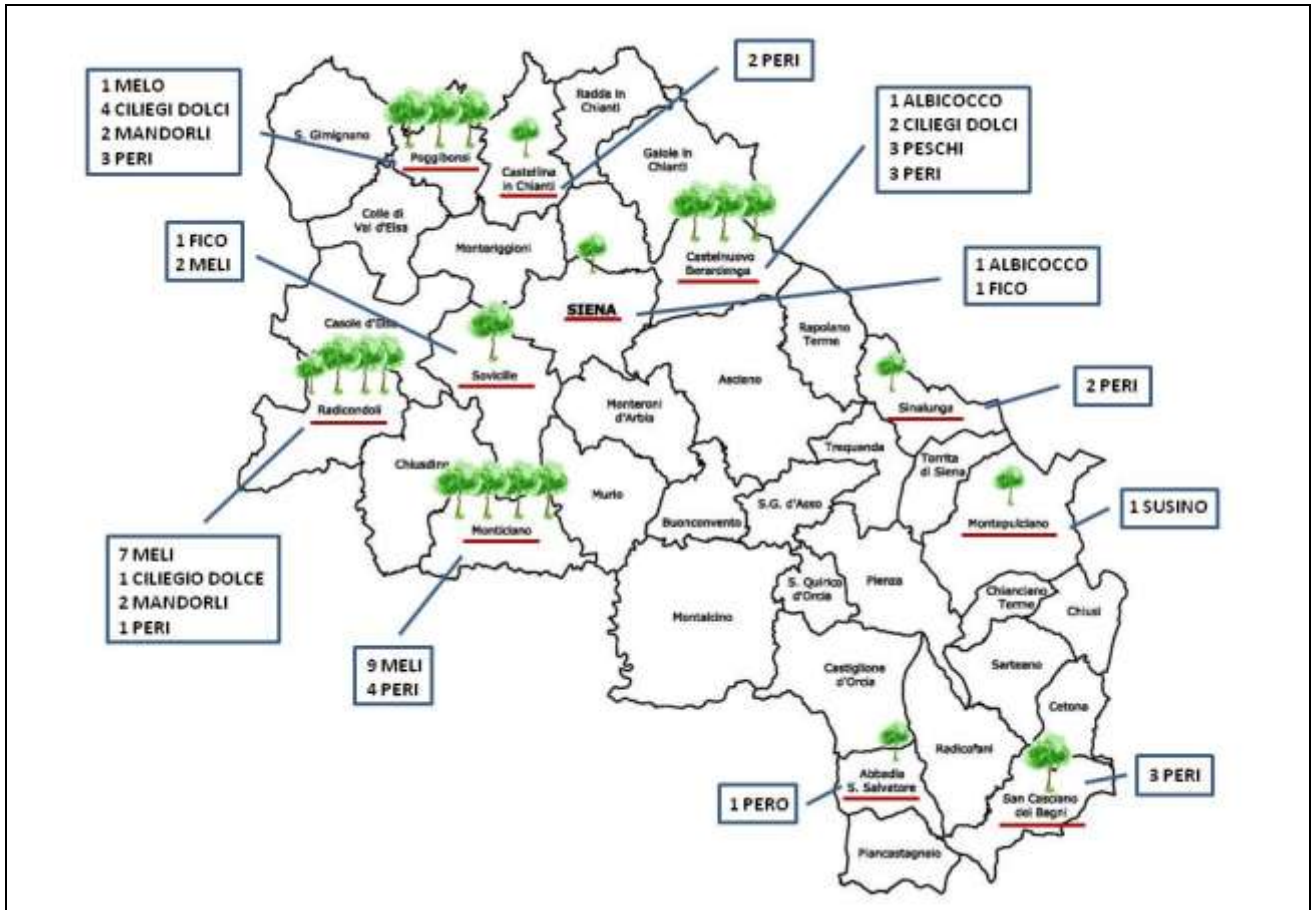 1 MELO
4 CILIEGI DOLCI
2 MANDORLI
3 PERI
2 PERI
1 ALBICOCCO
2 CILIEGI DOLCI
3 PESCHI
3 PERI
1 FICO
2 MELI
1 ALBICOCCO
1 FICO
2 PERI
1 SUSINO
7 MELI
1 CILIEGIO DOLCE
2 MANDORLI
1 PERI
9 MELI
4 PERI
1 PERO
3 PERI
S. Gimignano
Poggibonsi
Castellina
in Chianti
Radda in
Chianti
Gaiole in
Chianti
Colle di
Val d'Elsa
Monteriggioni
Castelnuovo
Berardenga
SIENA
Casole d'Elsa
Sovicille
Radicondoli
Rapolano
Terme
Asciano
Monteroni
d'Arbia
Sinalunga
Trequanda
Torrita
di Siena
Chiusdino
Monticiano
Murlo
Buonconvento
S.G. d'Asso
Montepulciano
Montalcino
S. Quirico
d'Orcia
Pienza
Chianciano
Terme
Chiusi
Castiglione
d'Orcia
Sarteano
Cetona
Radicofani
Abbadia
S. Salvatore
San Casciano
dei Bagni
Piancastagnaio